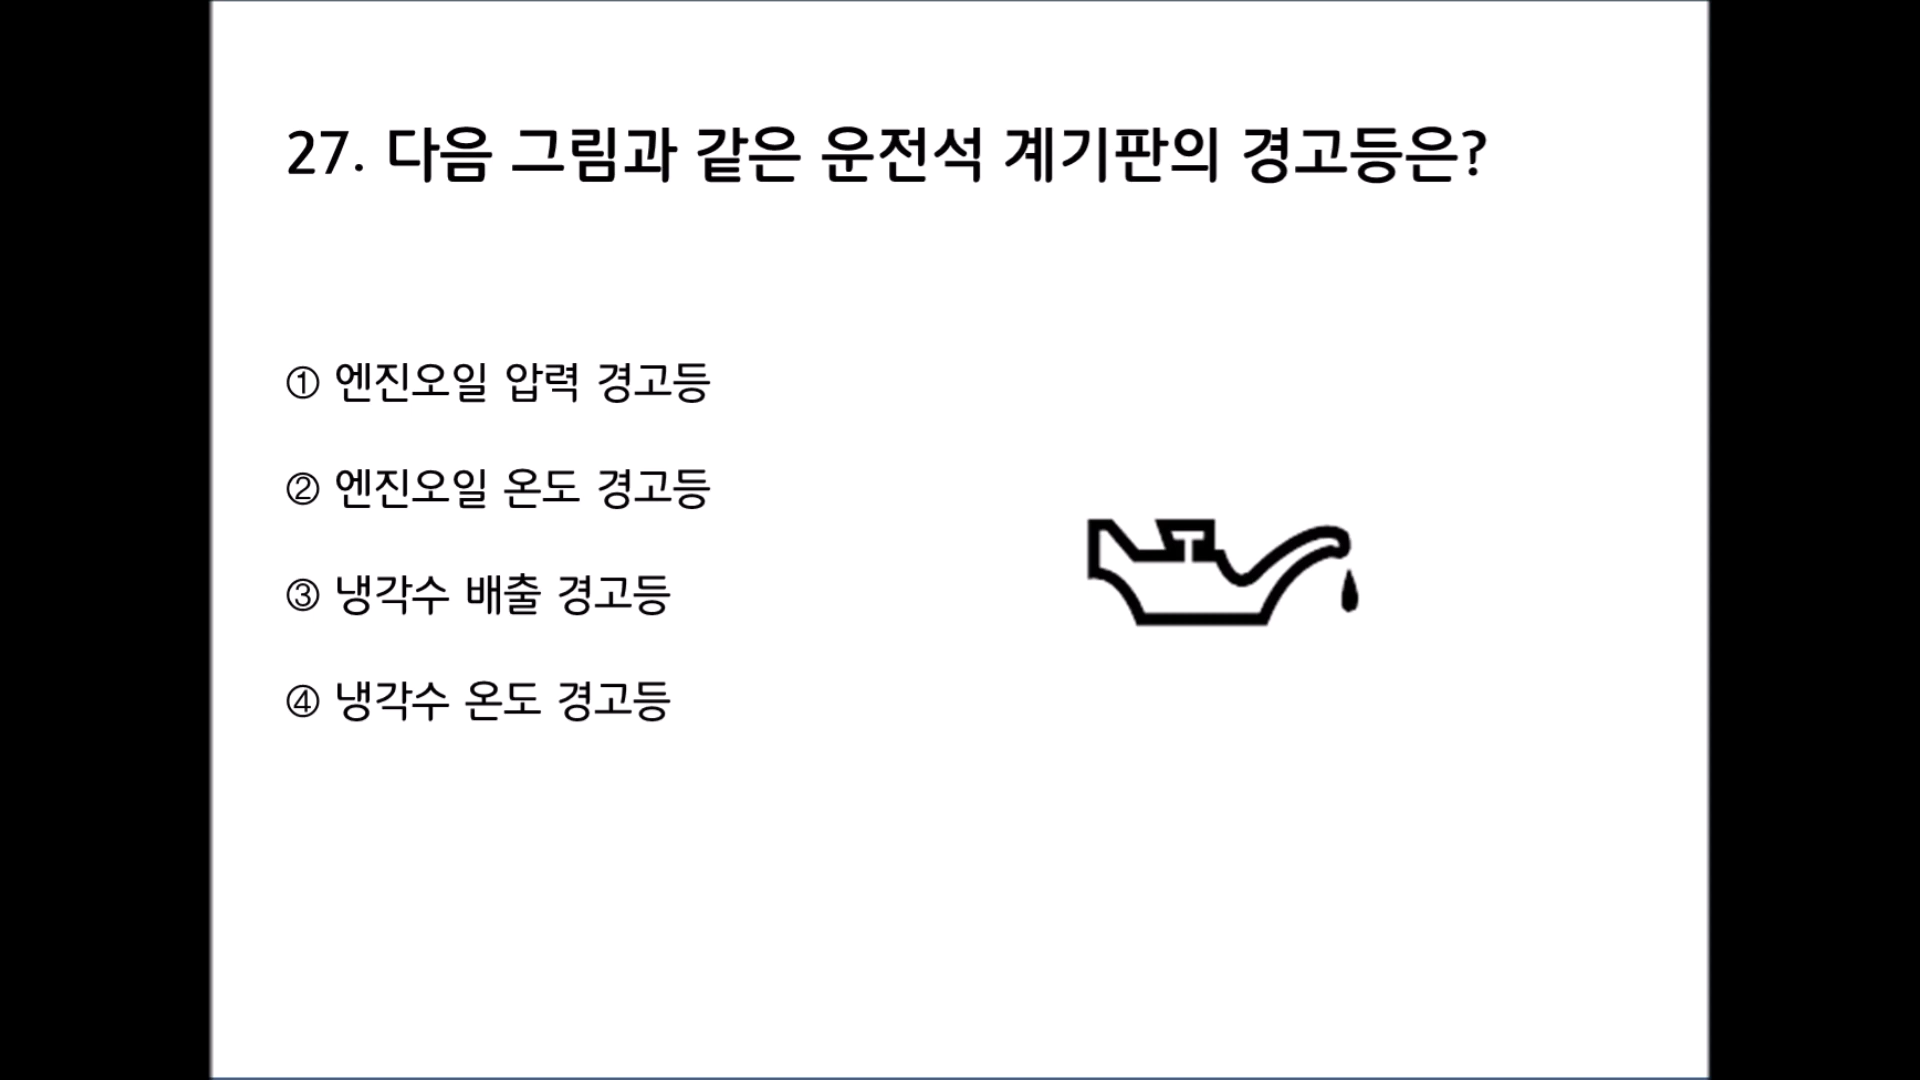 27. 다음 그림과 같은 운전석 계기판의 경고등은?
① 엔진오일 압력 경고등
② 엔진오일 온도 경고등
③ 냉각수 배출 경고등
④ 냉각수 온도 경고등